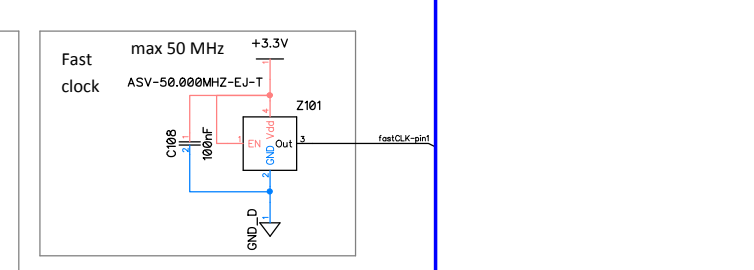 Fast
clock
max 50 MHz
+3.3V
1
ASV-50.000MHZ-EJ-T
Z101
4
Vdd
C108
1
2
100nF
1
EN
Out
3
GND
2
fastCLK-pin1
GND_D
1